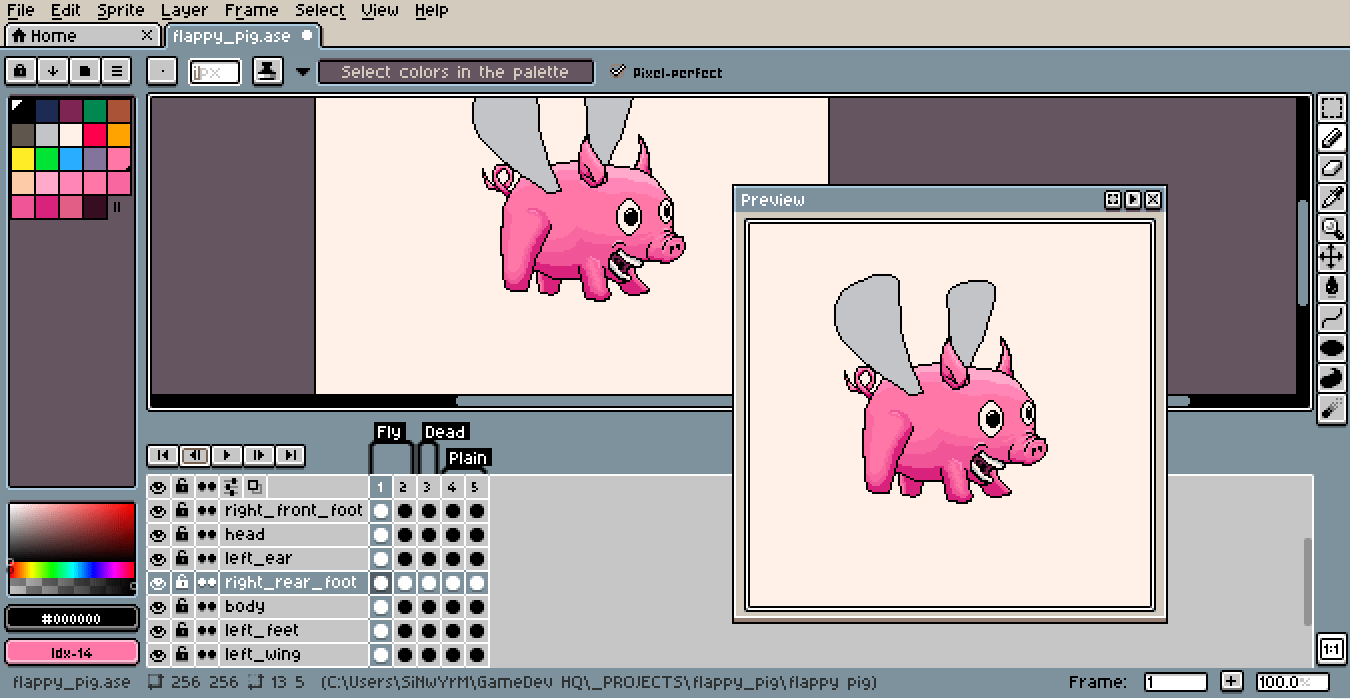 File Edit Sprite Layer Frame Select View Help
Home flappy_pig.ase
Select colors in the palette Pixel-perfect
Preview
Fly Dead
Plain
1 2 3 4 5
right_front_foot
head
left_ear
right_rear_foot
body
left_feet
left_wing
#000000
Idx-14
1:1
flappy_pig.ase 256 256 13 5 (C:\Users\SiNwYrM\GameDev HQ\_PROJECTS\flappy_pig\flappy pig) Frame: 1 + 100.0%